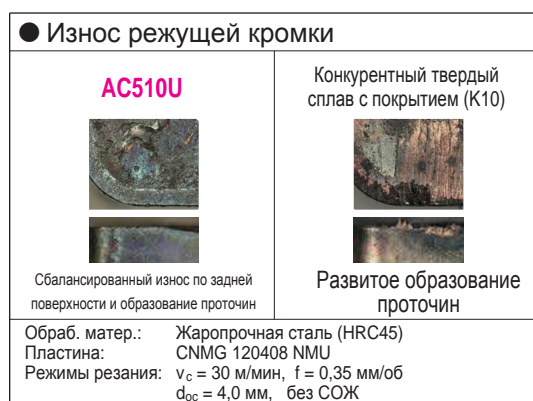 ● Износ режущей кромки
AC510U
Сбалансированный износ по задней
поверхности и образование проточин
Конкурентный твердый
сплав с покрытием (K10)
Развитое образование
проточин
Обраб. матер.: Жаропрочная сталь (HRC45)
Пластина: CNMG 120408 NMU
Режимы резания: vc = 30 м/мин, f = 0,35 мм/об
doc = 4,0 мм, без СОЖ